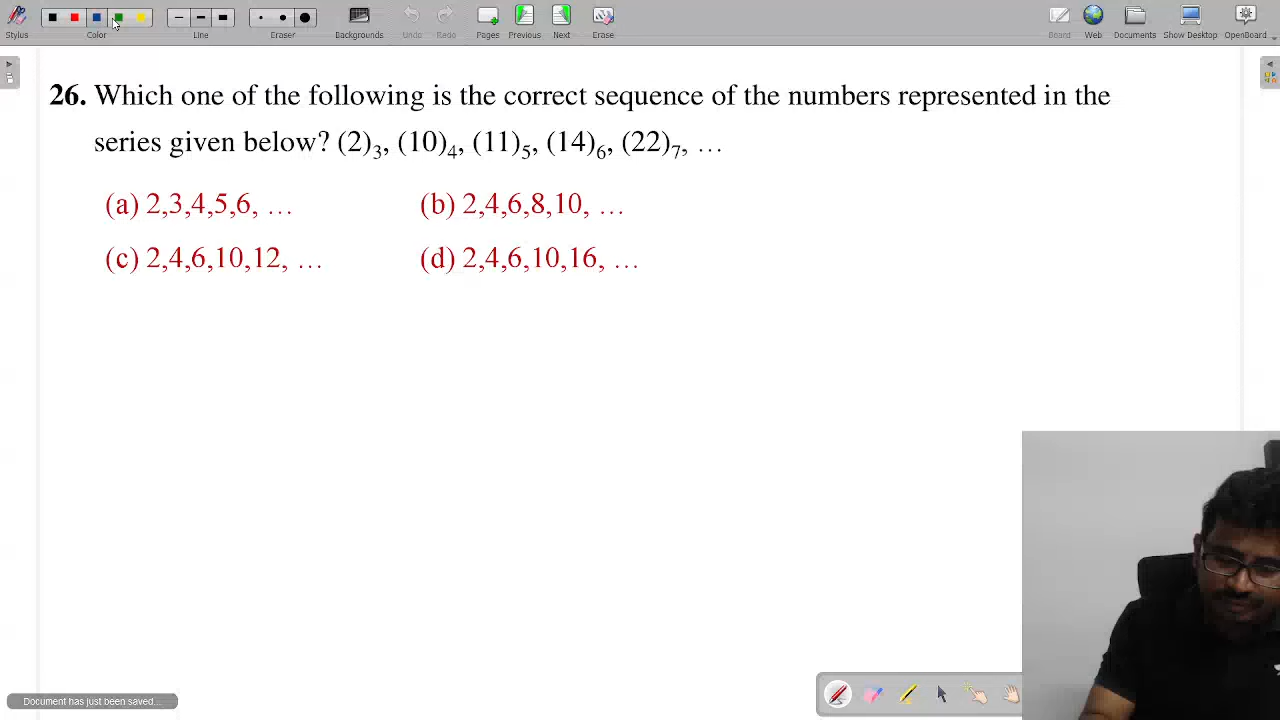 Stylus Color Line Eraser Backgrounds Undo Redo Pages Previous Next Erase Board Web Documents Show Desktop OpenBoard
26. Which one of the following is the correct sequence of the numbers represented in the
series given below? (2)₃, (10)₄, (11)₅, (14)₆, (22)₇, …
(a) 2,3,4,5,6, … (b) 2,4,6,8,10, …
(c) 2,4,6,10,12, … (d) 2,4,6,10,16, …
Document has just been saved...